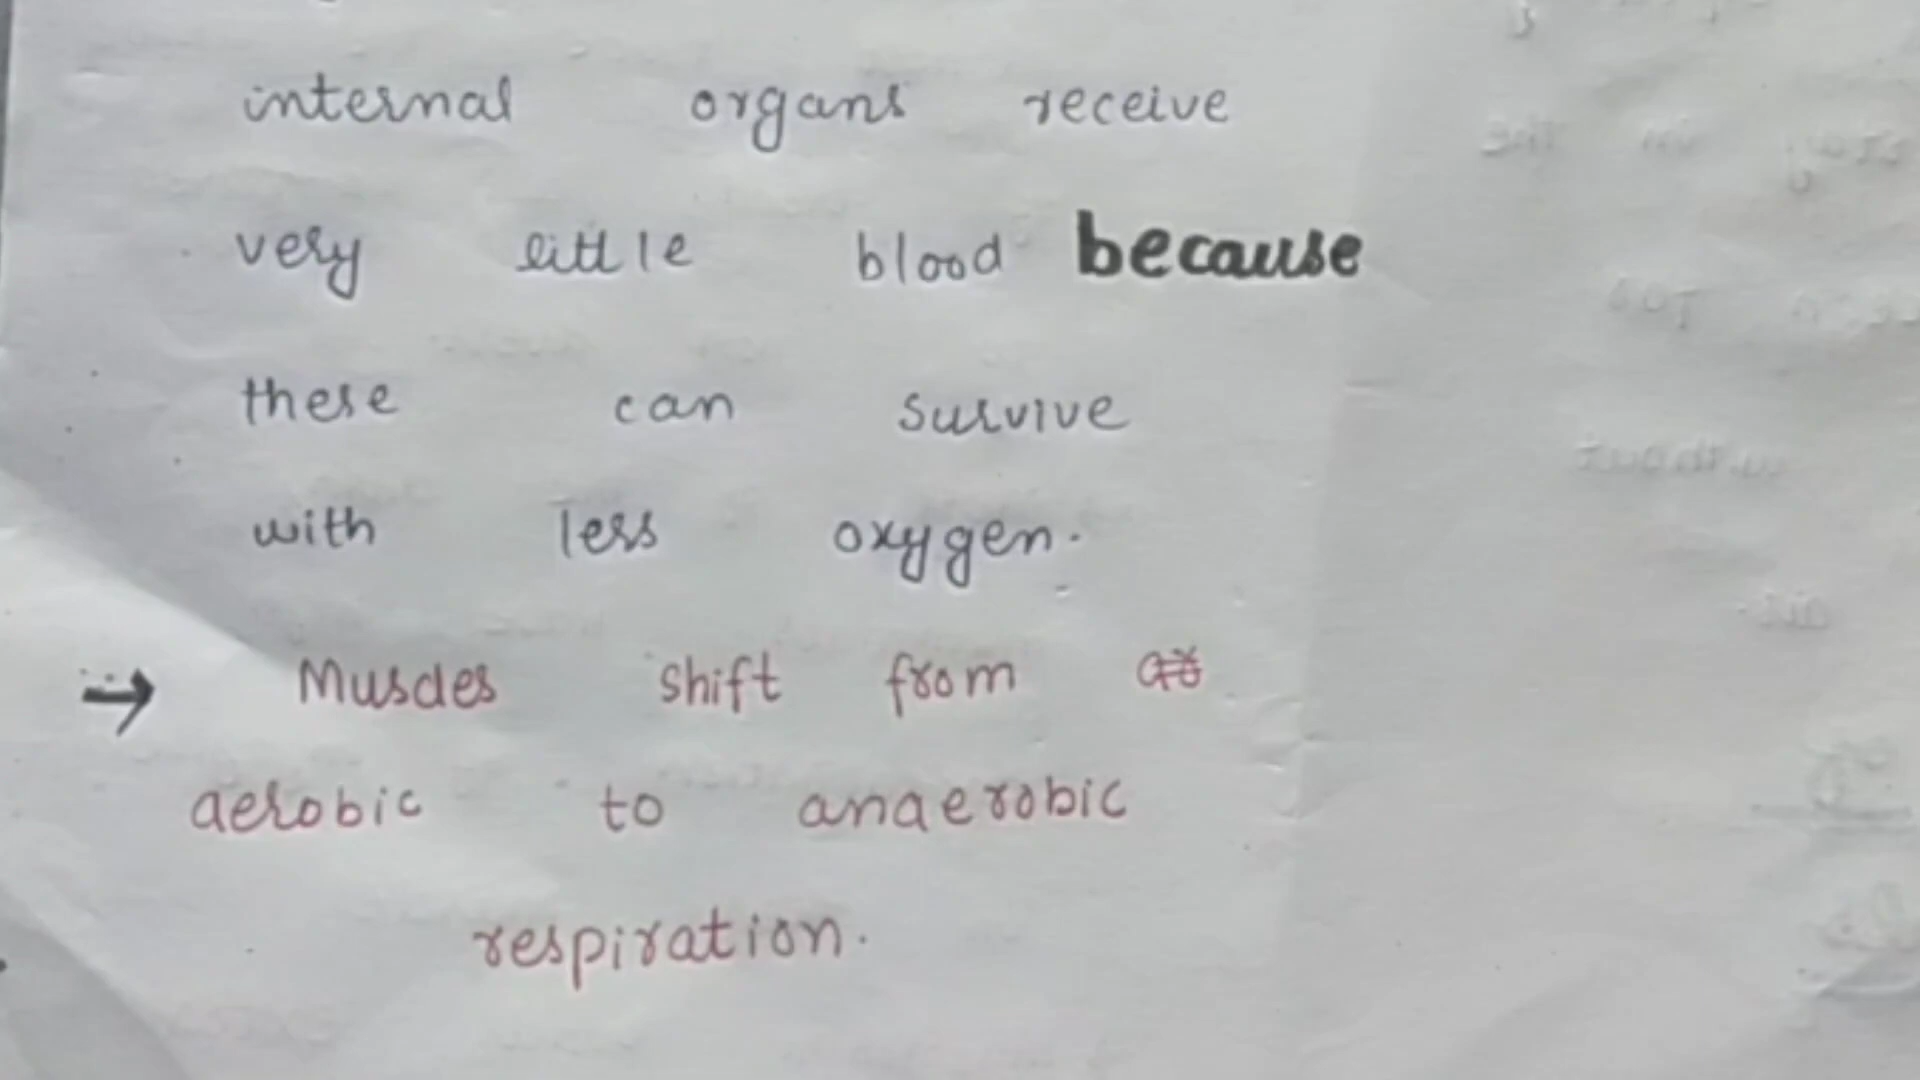 internal organs receive
very little blood because
these can survive
with less oxygen.
→ Muscles shift from
aerobic to anaerobic
respiration.